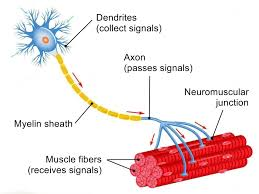 Dendrites
(collect signals)
Axon
(passes signals)
Neuromuscular
junction
Myelin sheath
Muscle fibers
(receives signals)